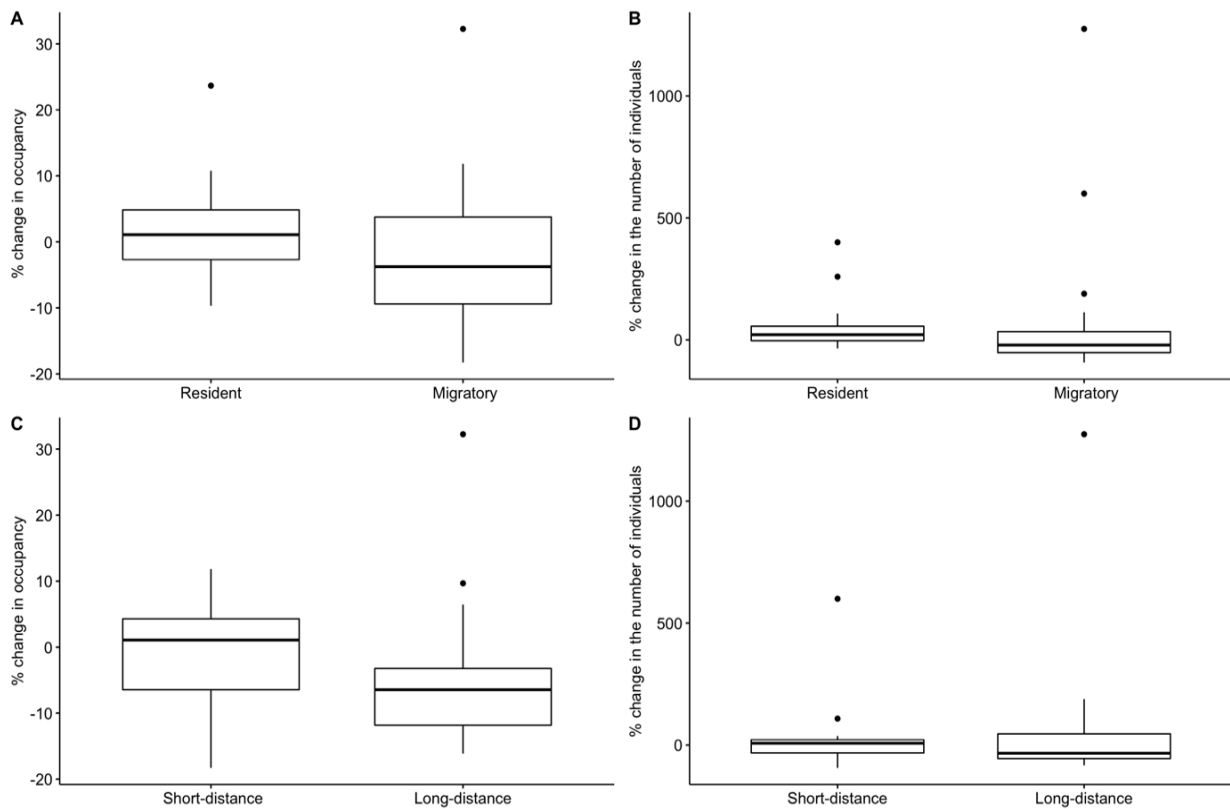 A
% change in occupancy
30
20
10
0
-10
-20
Resident
Migratory
B
% change in the number of individuals
1000
500
0
Resident
Migratory
C
% change in occupancy
30
20
10
0
-10
-20
Short-distance
Long-distance
D
% change in the number of individuals
1000
500
0
Short-distance
Long-distance